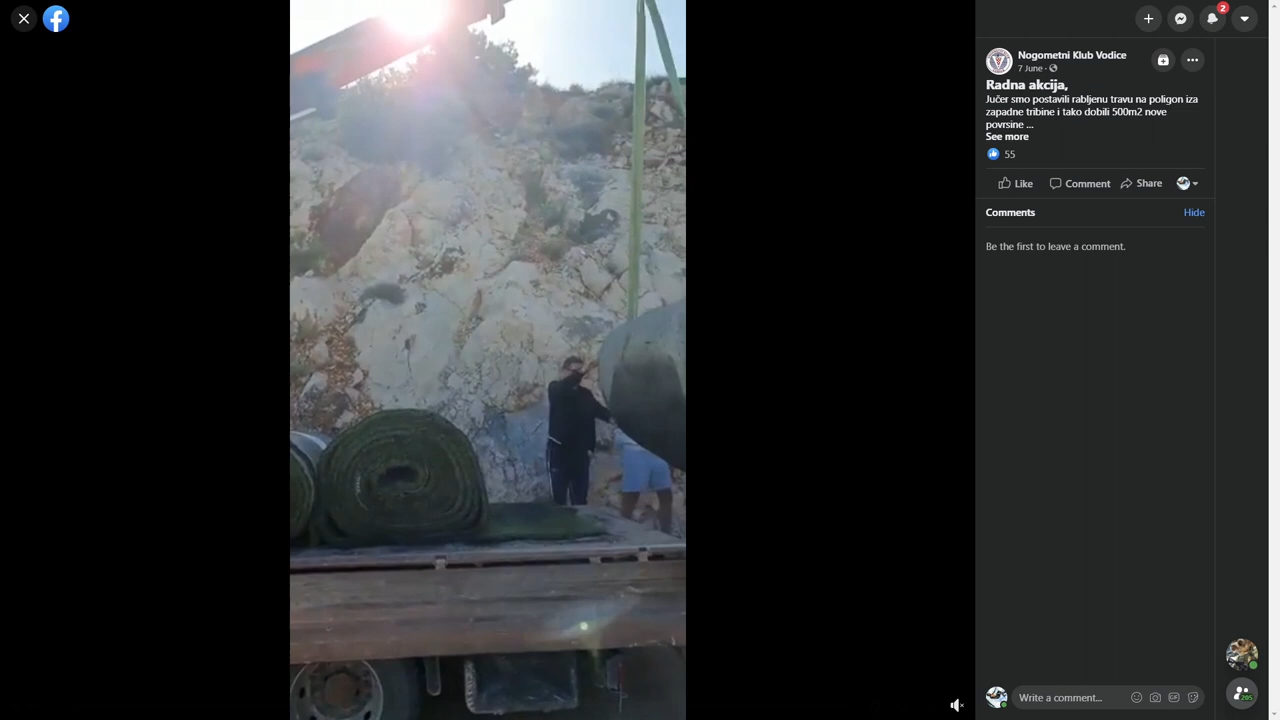 2
Nogometni Klub Vodice
7 June ·
Radna akcija,
Jučer smo postavili rabljenu travu na poligon iza
zapadne tribine i tako dobili 500m2 nove
povrsine ...
See more
55
Like Comment Share
Comments Hide
Be the first to leave a comment.
Write a comment...
205